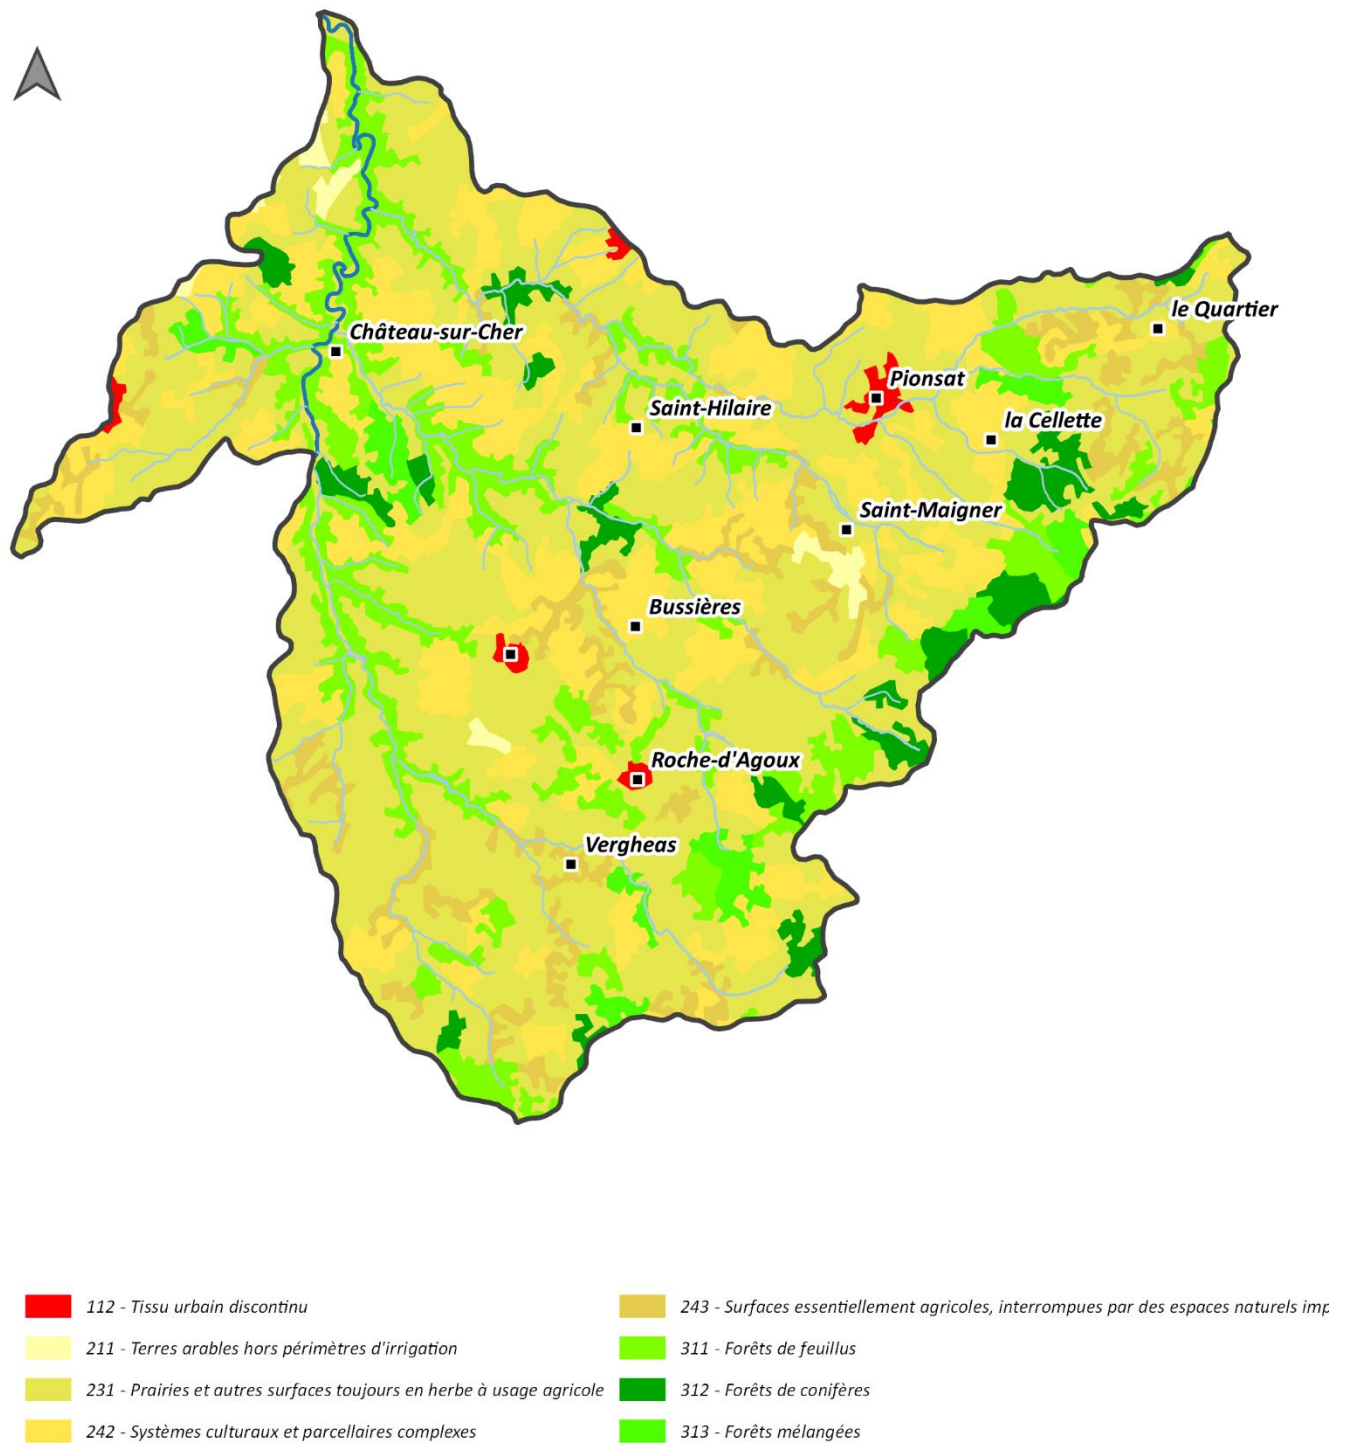 le Quartier
Château-sur-Cher
Pionsat
Saint-Hilaire
la Cellette
Saint-Maigner
Bussières
Roche-d'Agoux
Vergheas
112 - Tissu urbain discontinu
211 - Terres arables hors périmètres d'irrigation
231 - Prairies et autres surfaces toujours en herbe à usage agricole
242 - Systèmes culturaux et parcellaires complexes
243 - Surfaces essentiellement agricoles, interrompues par des espaces naturels imp
311 - Forêts de feuillus
312 - Forêts de conifères
313 - Forêts mélangées